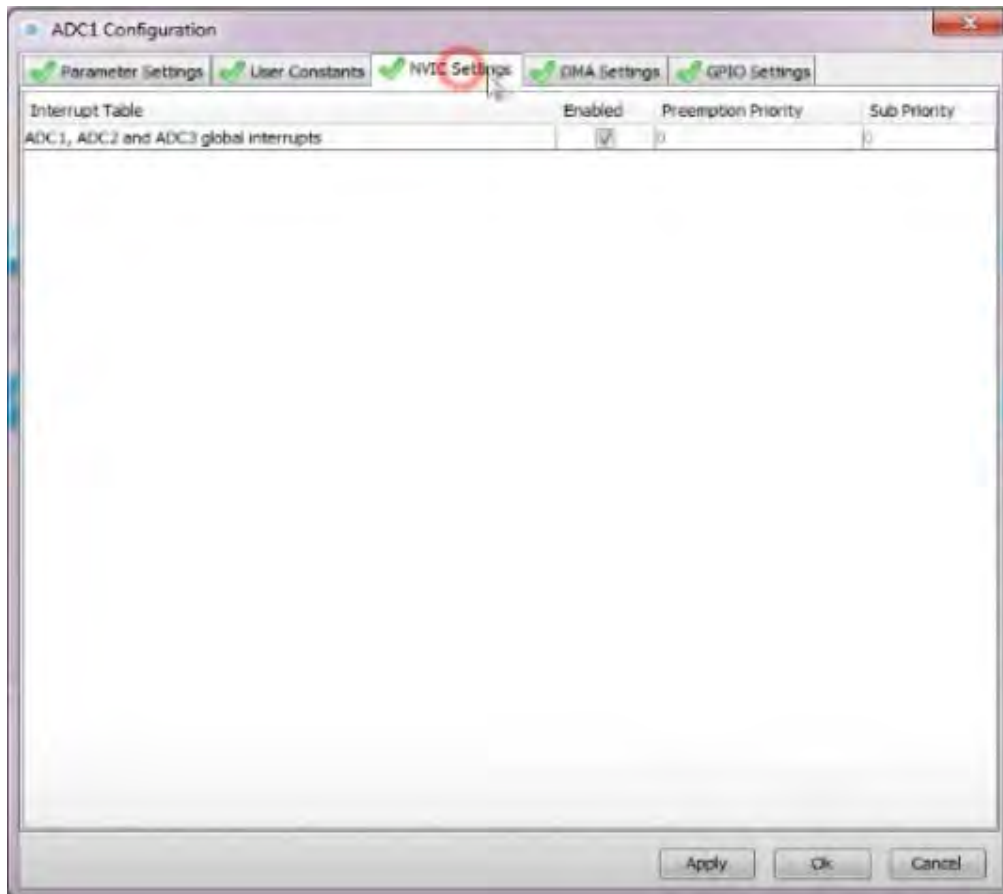 ADC1 Configuration
Parameter Settings User Constants NVIC Settings DMA Settings GPIO Settings
Interrupt Table Enabled Preemption Priority Sub Priority
ADC1, ADC2 and ADC3 global interrupts 0 0
Apply Ok Cancel